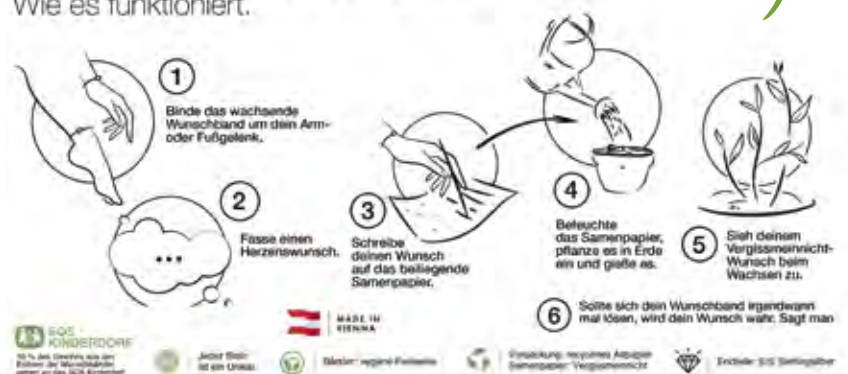 Wie es funktioniert.
1
Binde das wachsende
Wunschband um dein Arm-
oder Fußgelenk.
2
Fasse einen
Herzenswunsch.
3
Schreibe
deinen Wunsch
auf das beiliegende
Samenpapier.
4
Befeuchte
das Samenpapier,
pflanze es in Erde
ein und gieße es.
5
Sieh deinem
Vergissmeinnicht-
Wunsch beim
Wachsen zu.
6
Sollte sich dein Wunschband irgendwann
mal lösen, wird dein Wunsch wahr. Sagt man
SOS
KINDERDORF
MADE IN
VIENNA
Jeder Stein
ist ein Unikat
Verpackung: recyceltes Altpapier
Samenpapier: Vergissmeinnicht